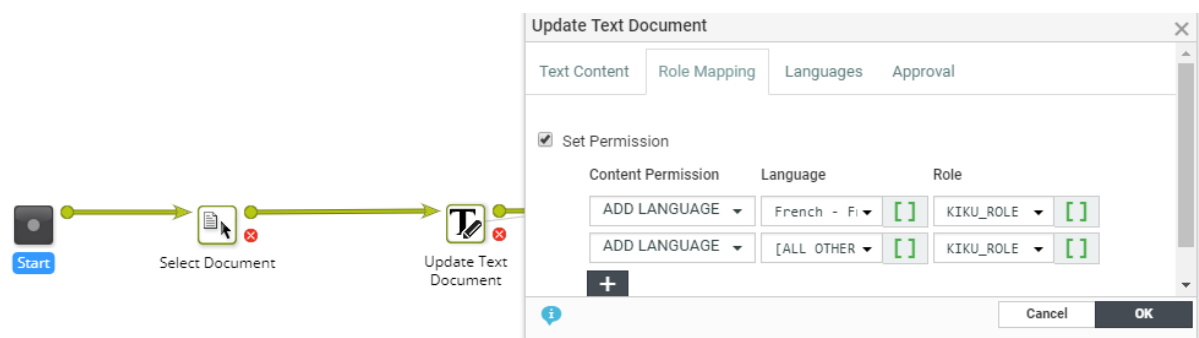 Update Text Document
Text Content Role Mapping Languages Approval
Set Permission
Content Permission Language Role
ADD LANGUAGE French - F KIKU_ROLE
ADD LANGUAGE [ALL OTHER KIKU_ROLE
+
Cancel OK
Start
Select Document
Update Text
Document